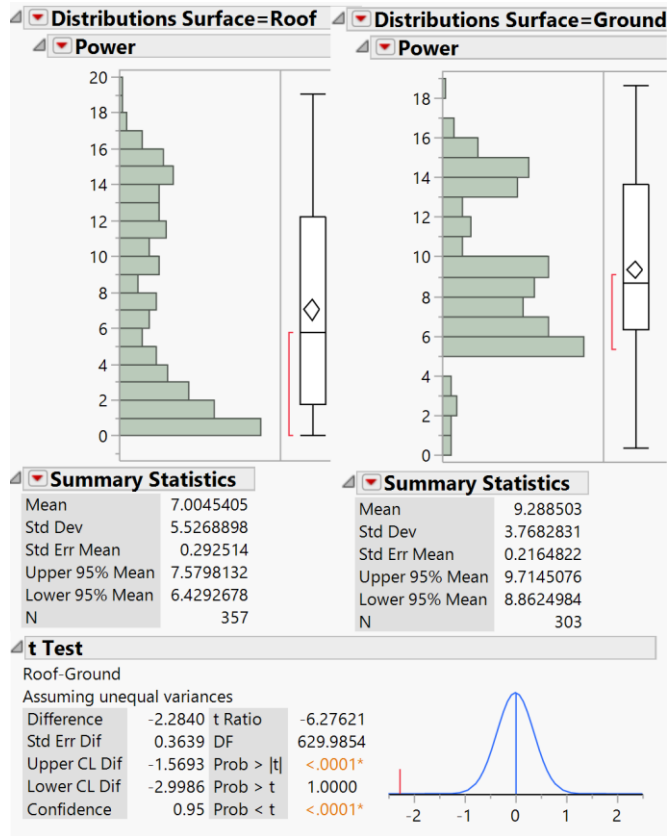 Distributions Surface=Roof
Power
20
18
16
14
12
10
8
6
4
2
0
Summary Statistics
Mean 7.0045405
Std Dev 5.5268898
Std Err Mean 0.292514
Upper 95% Mean 7.5798132
Lower 95% Mean 6.4292678
N 357
Distributions Surface=Ground
Power
18
16
14
12
10
8
6
4
2
0
Summary Statistics
Mean 9.288503
Std Dev 3.7682831
Std Err Mean 0.2164822
Upper 95% Mean 9.7145076
Lower 95% Mean 8.8624984
N 303
t Test
Roof-Ground
Assuming unequal variances
Difference -2.2840 t Ratio -6.27621
Std Err Dif 0.3639 DF 629.9854
Upper CL Dif -1.5693 Prob > |t| <.0001*
Lower CL Dif -2.9986 Prob > t 1.0000
Confidence 0.95 Prob < t <.0001*
-2 -1 0 1 2